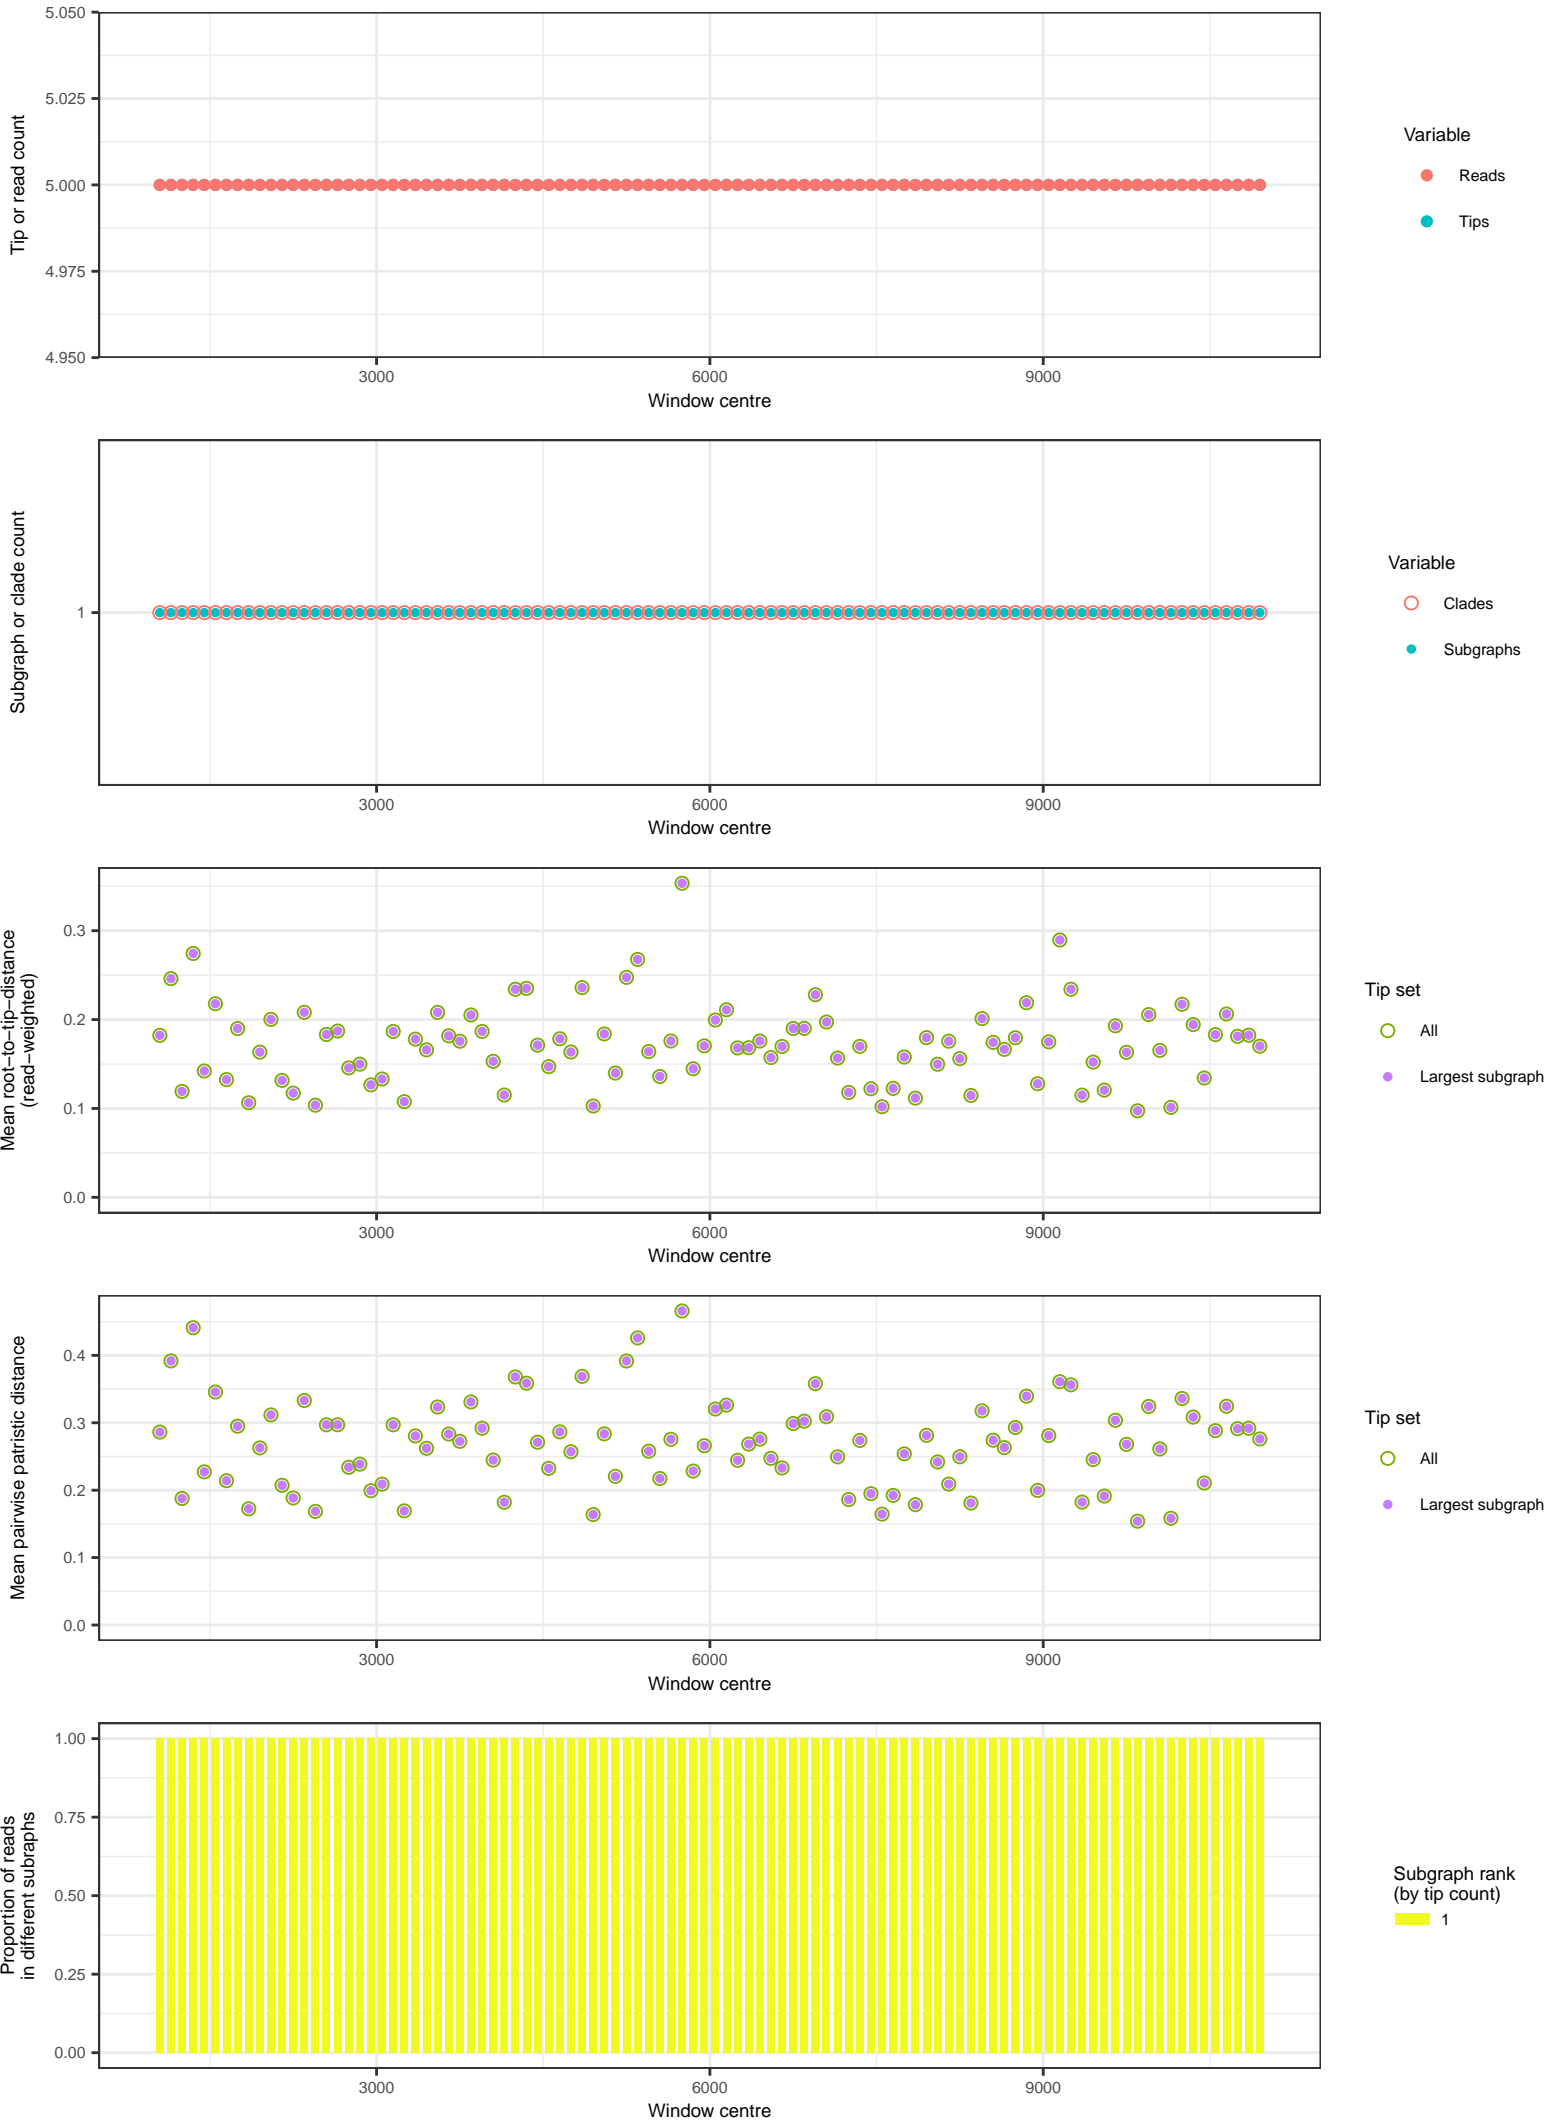 5.050
5.025
5.000
4.975
4.950
Tip or read count
3000
6000
9000
Window centre
Variable
Reads
Tips
1
Subgraph or clade count
3000
6000
9000
Window centre
Variable
Clades
Subgraphs
0.3
0.2
0.1
0.0
Mean root−to−tip−distance
(read−weighted)
3000
6000
9000
Window centre
Tip set
All
Largest subgraph
0.4
0.3
0.2
0.1
0.0
Mean pairwise patristic distance
3000
6000
9000
Window centre
Tip set
All
Largest subgraph
1.00
0.75
0.50
0.25
0.00
Proportion of reads
in different subraphs
3000
6000
9000
Window centre
Subgraph rank
(by tip count)
1